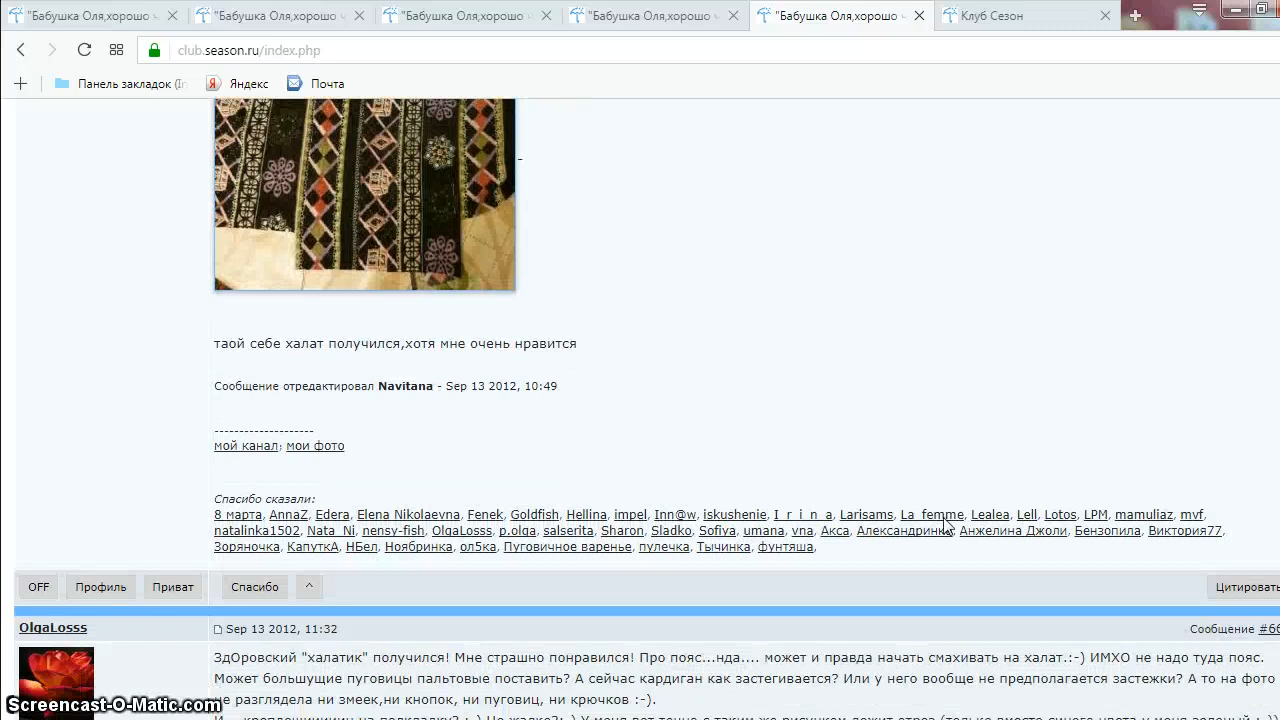 "Бабушка Оля,хорошо ч "Бабушка Оля,хорошо ч "Бабушка Оля,хорошо "Бабушка Оля,хорошо ч "Бабушка Оля,хорошо ч Клуб Сезон
club.season.ru/index.php
Панель закладок (In Яндекс Почта
-
таой себе халат получился,хотя мне очень нравится
Сообщение отредактировал Navitana - Sep 13 2012, 10:49
--------------------
мой канал; мои фото
Спасибо сказали:
8 марта, AnnaZ, Edera, Elena Nikolaevna, Fenek, Goldfish, Hellina, impel, Inn@w, iskushenie, I r i n a, Larisams, La_femme, Lealea, Lell, Lotos, LPM, mamuliaz, mvf,
natalinka1502, Nata_Ni, nensy-fish, OlgaLosss, p.olga, salserita, Sharon, Sladko, Sofiya, umana, vna, Акса, Александринка, Анжелина Джоли, Бензопила, Виктория77,
Зоряночка, КапуткА, НБел, Ноябринка, ол5ка, Пуговичное варенье, пулечка, Тычинка, фунтяша,
OFF Профиль Приват Спасибо ^ Цитировать
OlgaLosss Sep 13 2012, 11:32 Сообщение #66
ЗдОровский "халатик" получился! Мне страшно понравился! Про пояс...нда.... может и правда начать смахивать на халат.:-) ИМХО не надо туда пояс.
Может большущие пуговицы пальтовые поставить? А сейчас кардиган как застегивается? Или у него вообще не предполагается застежки? А то на фото
не разглядела ни змеек,ни кнопок, ни пуговиц, ни крючков :-).
Screencast-O-Matic.com